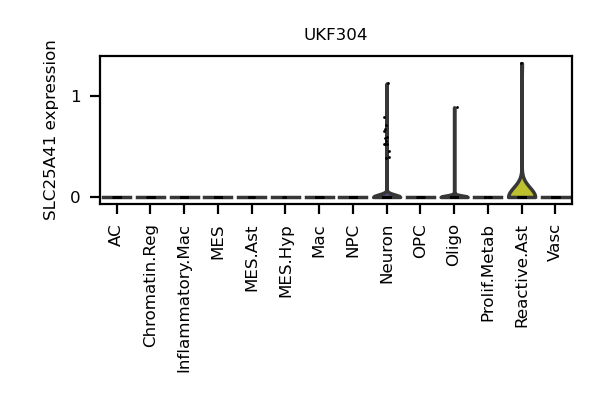 UKF304
SLC25A41 expression
1
0
AC
Chromatin.Reg
Inflammatory.Mac
MES
MES.Ast
MES.Hyp
Mac
NPC
Neuron
OPC
Oligo
Prolif.Metab
Reactive.Ast
Vasc